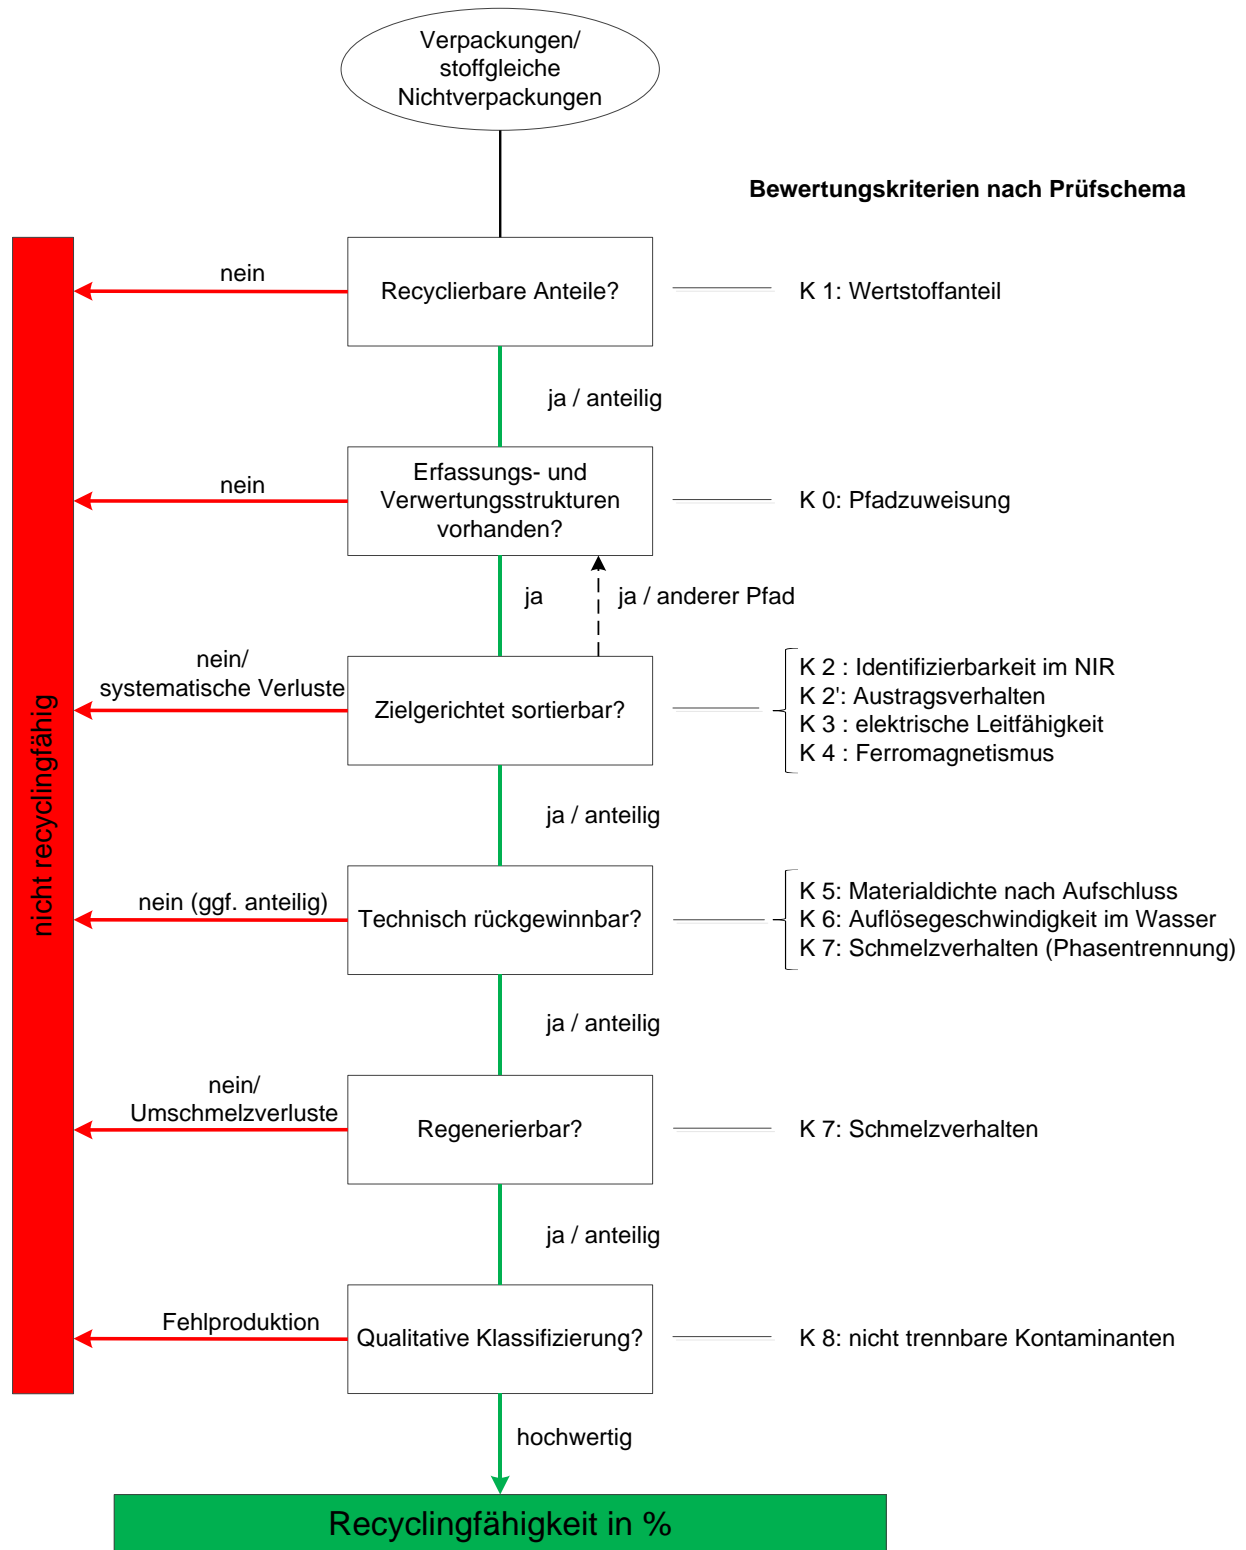 Verpackungen/
stoffgleiche
Nichtverpackungen
Bewertungskriterien nach Prüfschema
nein
Recyclierbare Anteile?
K 1: Wertstoffanteil
ja / anteilig
nein
Erfassungs- und
Verwertungsstrukturen
vorhanden?
K 0: Pfadzuweisung
ja
ja / anderer Pfad
nein/
systematische Verluste
Zielgerichtet sortierbar?
K 2 : Identifizierbarkeit im NIR
K 2': Austragsverhalten
K 3 : elektrische Leitfähigkeit
K 4 : Ferromagnetismus
nicht recyclingfähig
ja / anteilig
nein (ggf. anteilig)
Technisch rückgewinnbar?
K 5: Materialdichte nach Aufschluss
K 6: Auflösegeschwindigkeit im Wasser
K 7: Schmelzverhalten (Phasentrennung)
ja / anteilig
nein/
Umschmelzverluste
Regenerierbar?
K 7: Schmelzverhalten
ja / anteilig
Fehlproduktion
Qualitative Klassifizierung?
K 8: nicht trennbare Kontaminanten
hochwertig
Recyclingfähigkeit in %